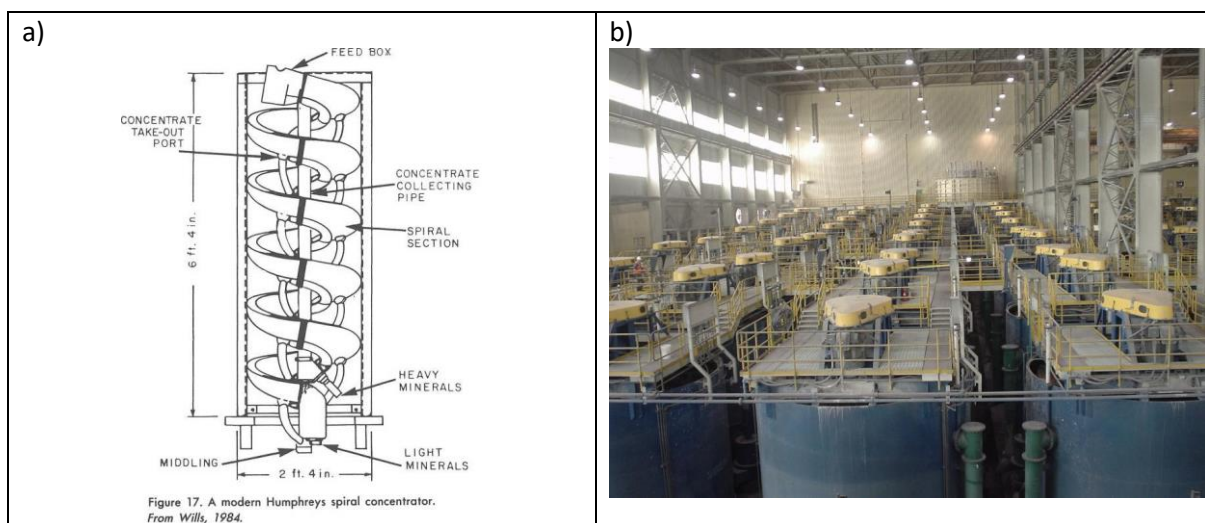 a)
FEED BOX
CONCENTRATE
TAKE-OUT
PORT
CONCENTRATE
COLLECTING
PIPE
SPIRAL
SECTION
6 ft. 4 in.
HEAVY
MINERALS
MIDDLING
LIGHT
MINERALS
2 ft. 4 in.
Figure 17. A modern Humphreys spiral concentrator.
From Wills, 1984.
b)